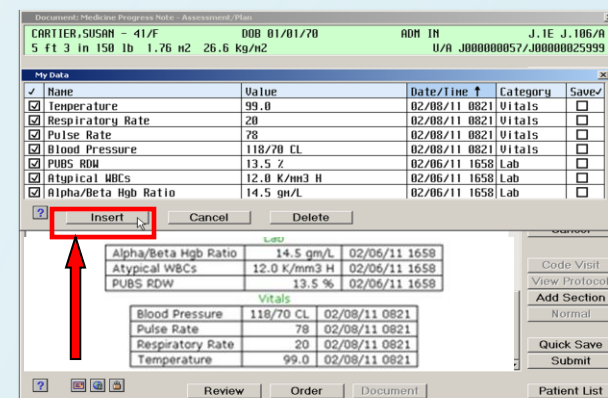 Document: Medicine Progress Note - Assessment/Plan
CARTIER,SUSAN - 41/F DOB 01/01/70 ADM IN J.1E J.106/A
5 ft 3 in 150 lb 1.76 M2 26.6 kg/m2 U/A J000000057/J00000025999
My Data
✓ Name Value Date/Time ↑ Category Save✓
Temperature 99.0 02/08/11 0821 Vitals
Respiratory Rate 20 02/08/11 0821 Vitals
Pulse Rate 78 02/08/11 0821 Vitals
Blood Pressure 118/70 CL 02/08/11 0821 Vitals
PUBS RDW 13.5 % 02/06/11 1658 Lab
Atypical WBCs 12.0 K/mm3 H 02/06/11 1658 Lab
Alpha/Beta Hgb Ratio 14.5 gm/L 02/06/11 1658 Lab
? Insert Cancel Delete
Lab
Cancel
Alpha/Beta Hgb Ratio 14.5 gm/L 02/06/11 1658
Atypical WBCs 12.0 K/mm3 H 02/06/11 1658
Code Visit
PUBS RDW 13.5 % 02/06/11 1658
View Protocol
Vitals
Add Section
Blood Pressure 118/70 CL 02/08/11 0821
Normal
Pulse Rate 78 02/08/11 0821
Respiratory Rate 20 02/08/11 0821
Quick Save
Temperature 99.0 02/08/11 0821
Submit
? Review Order Document Patient List